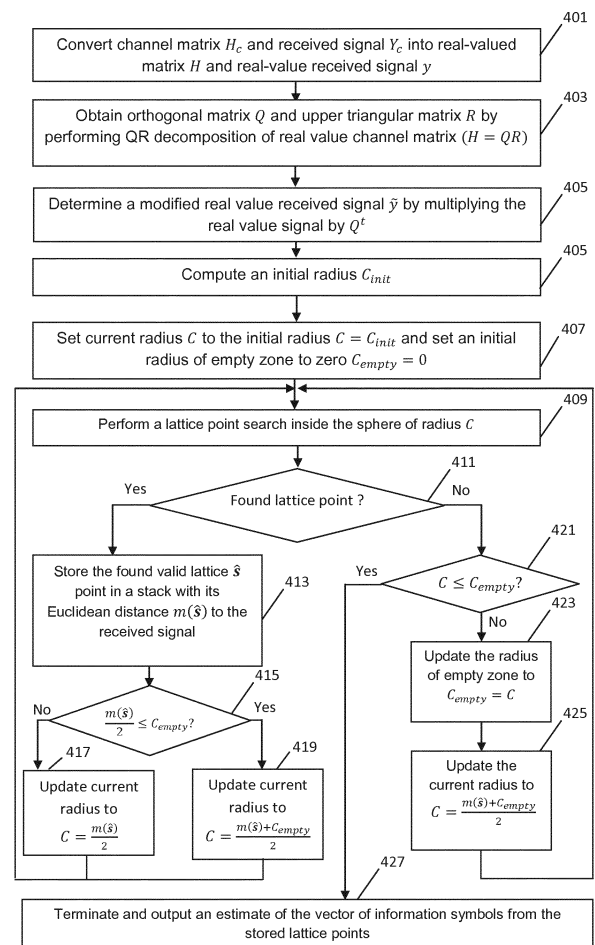 401
Convert channel matrix H_c and received signal Y_c into real-valued
matrix H and real-value received signal y
403
Obtain orthogonal matrix Q and upper triangular matrix R by
performing QR decomposition of real value channel matrix (H = QR)
405
Determine a modified real value received signal ỹ by multiplying the
real value signal by Q^t
405
Compute an initial radius C_init
407
Set current radius C to the initial radius C = C_init and set an initial
radius of empty zone to zero C_empty = 0
409
Perform a lattice point search inside the sphere of radius C
411
Yes
Found lattice point ?
No
413
Store the found valid lattice ŝ
point in a stack with its
Euclidean distance m(ŝ) to the
received signal
421
Yes
C ≤ C_empty?
No
423
Update the radius
of empty zone to
C_empty = C
415
No
m(ŝ)/2 ≤ C_empty?
Yes
417
Update current
radius to
C = m(ŝ)/2
419
Update current
radius to
C = (m(ŝ)+C_empty)/2
425
Update the
current radius to
C = (m(ŝ)+C_empty)/2
427
Terminate and output an estimate of the vector of information symbols from the
stored lattice points